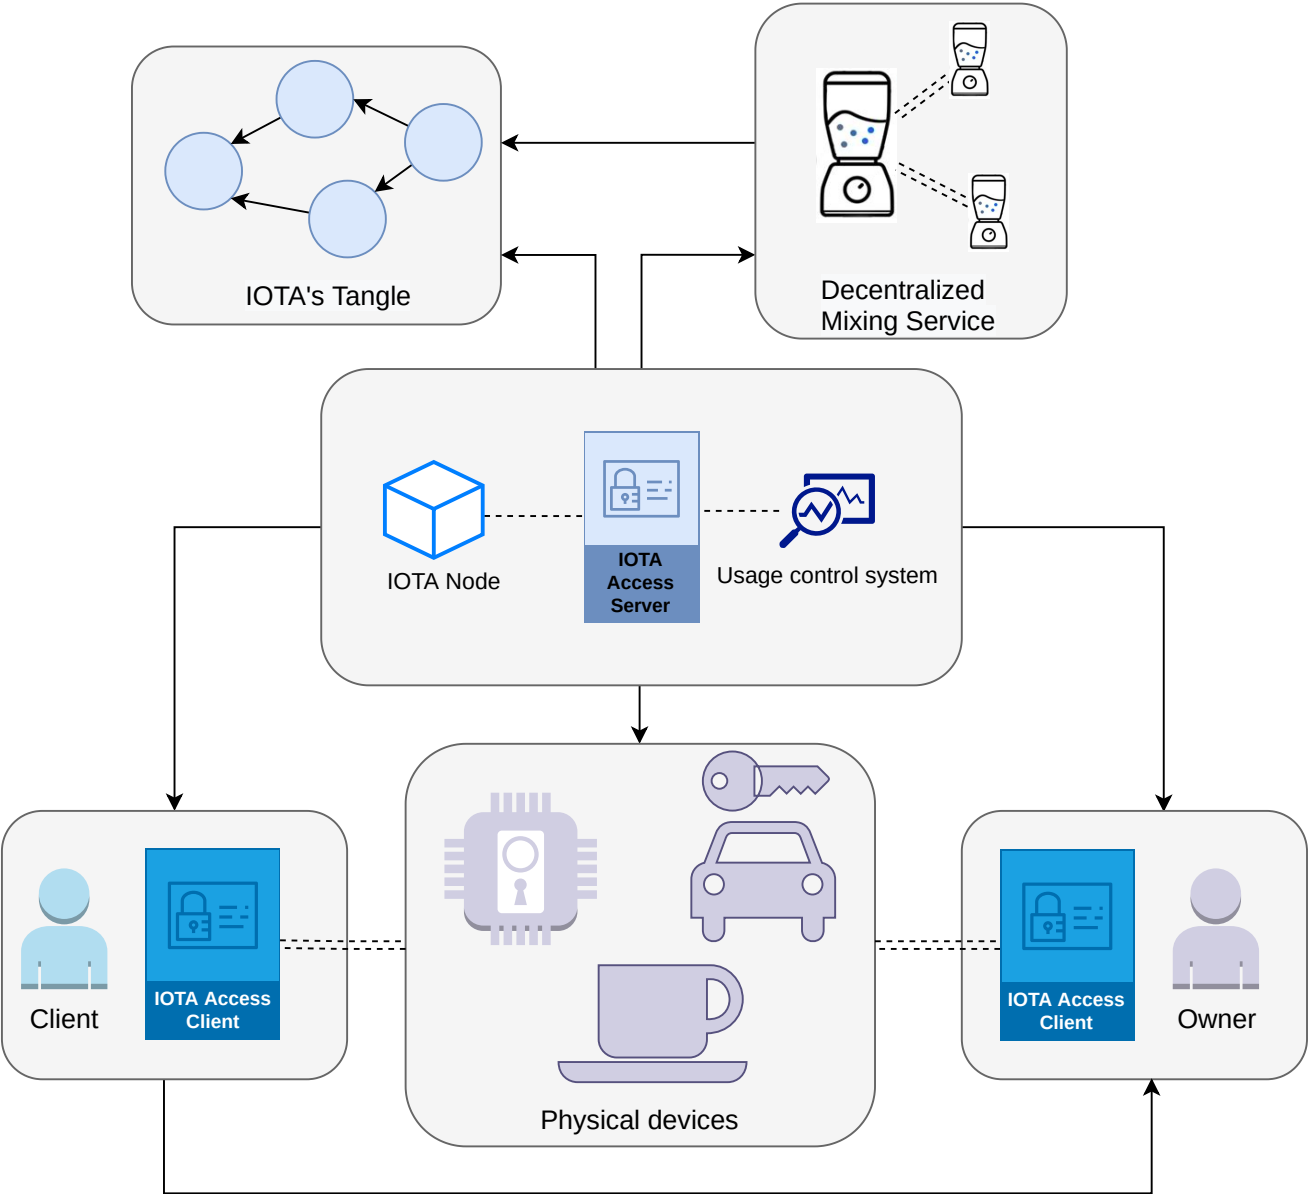 IOTA's Tangle
Decentralized
Mixing Service
IOTA Node
IOTA
Access
Server
Usage control system
Client
IOTA Access
Client
Physical devices
IOTA Access
Client
Owner